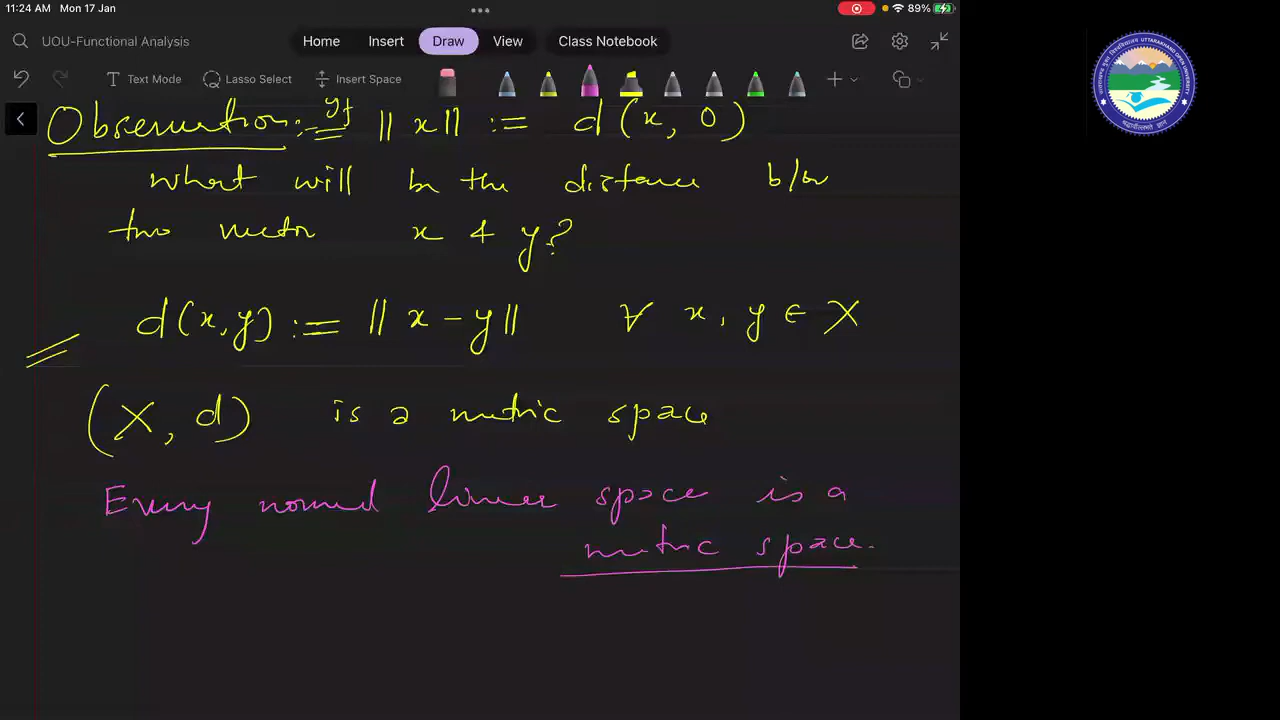 11:24 AM Mon 17 Jan
89%
UOU-Functional Analysis
Home Insert Draw View Class Notebook
Text Mode Lasso Select Insert Space
Observation:- If ||x|| := d(x, 0)
What will be the distance b/w
two vector x & y?
d(x,y) := || x - y || ∀ x, y ∈ X
(X, d) is a metric space
Every normed linear space is a
metric space.